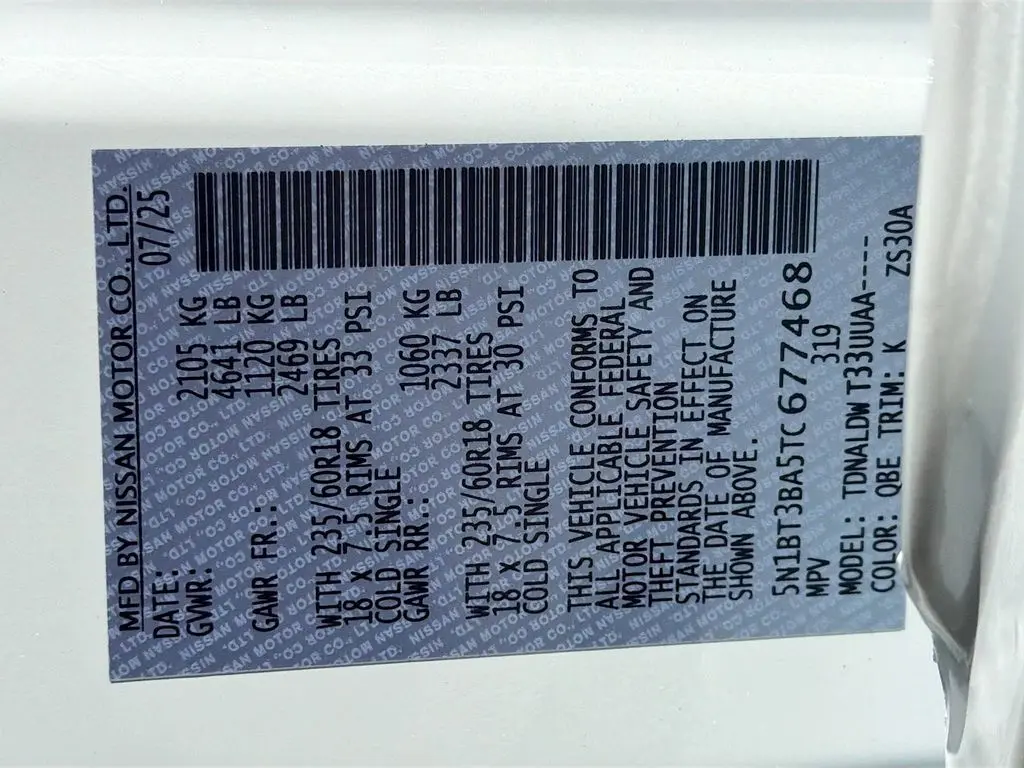 MFD BY NISSAN MOTOR CO., LTD.
DATE: 07/25
GVWR: 2105 KG
4641 LB
GAWR FR.: 1120 KG
2469 LB
WITH 235/60R18 TIRES
18 x 7.5 RIMS AT 33 PSI
COLD SINGLE
GAWR RR.: 1060 KG
2337 LB
WITH 235/60R18 TIRES
18 x 7.5 RIMS AT 30 PSI
COLD SINGLE
THIS VEHICLE CONFORMS TO
ALL APPLICABLE FEDERAL
MOTOR VEHICLE SAFETY AND
THEFT PREVENTION
STANDARDS IN EFFECT ON
THE DATE OF MANUFACTURE
SHOWN ABOVE.
5N1BT3BA5TC677468
MPV 319
MODEL: TDNALDW T33UUAA----
COLOR: QBE TRIM: K ZS30A